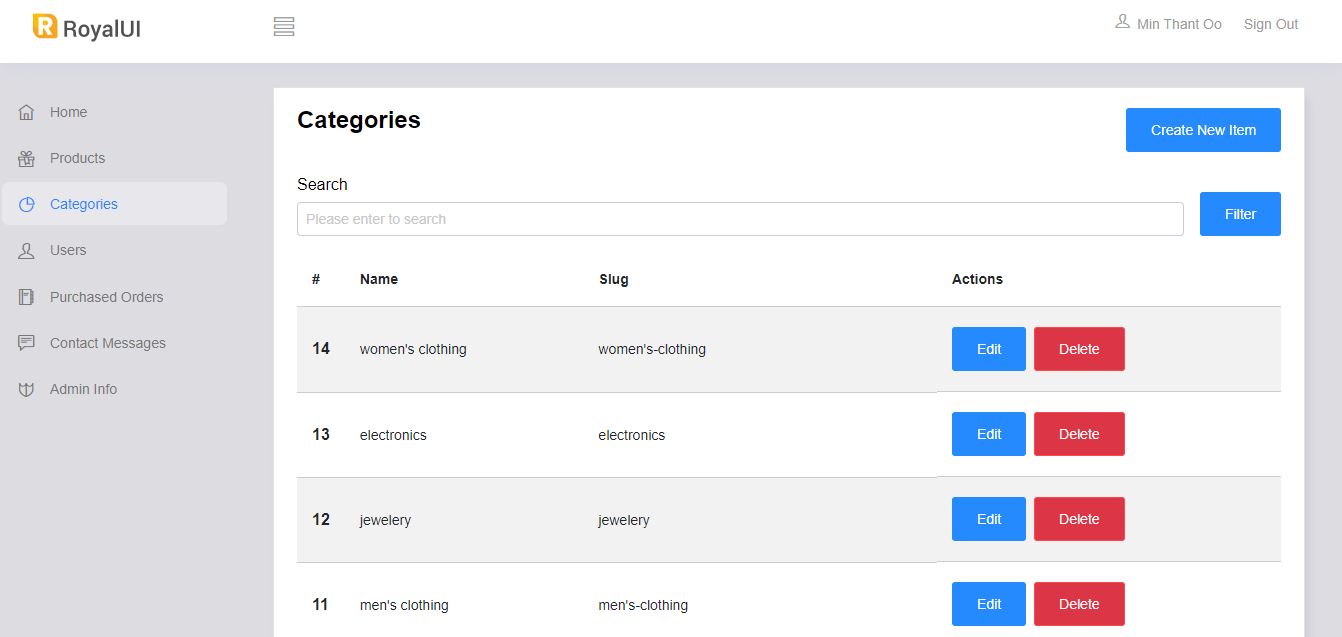 R RoyalUI
Min Thant Oo Sign Out
Home
Products
Categories
Users
Purchased Orders
Contact Messages
Admin Info
Categories
Create New Item
Search
Please enter to search
Filter
# Name Slug Actions
14 women's clothing women's-clothing Edit Delete
13 electronics electronics Edit Delete
12 jewelery jewelery Edit Delete
11 men's clothing men's-clothing Edit Delete